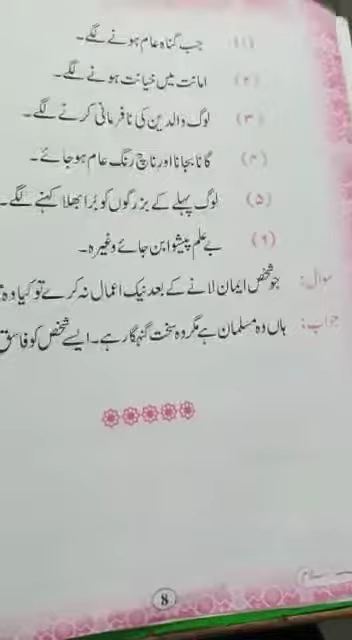 (۱) جب گناہ عام ہونے لگے۔
(۲) امانت میں خیانت ہونے لگے۔
(۳) لوگ والدین کی نافرمانی کرنے لگے۔
(۴) گانا بجانا اور ناچ رنگ عام ہو جائے۔
(۵) لوگ پہلے کے بزرگوں کو برا بھلا کہنے لگے۔
(۶) بے علم پیشوا بن جائے وغیرہ۔
سوال: جو شخص ایمان لانے کے بعد نیک اعمال نہ کرے تو کیا وہ
جواب: ہاں وہ مسلمان ہے مگر وہ سخت گنہگار ہے۔ ایسے شخص کو فاسق
8